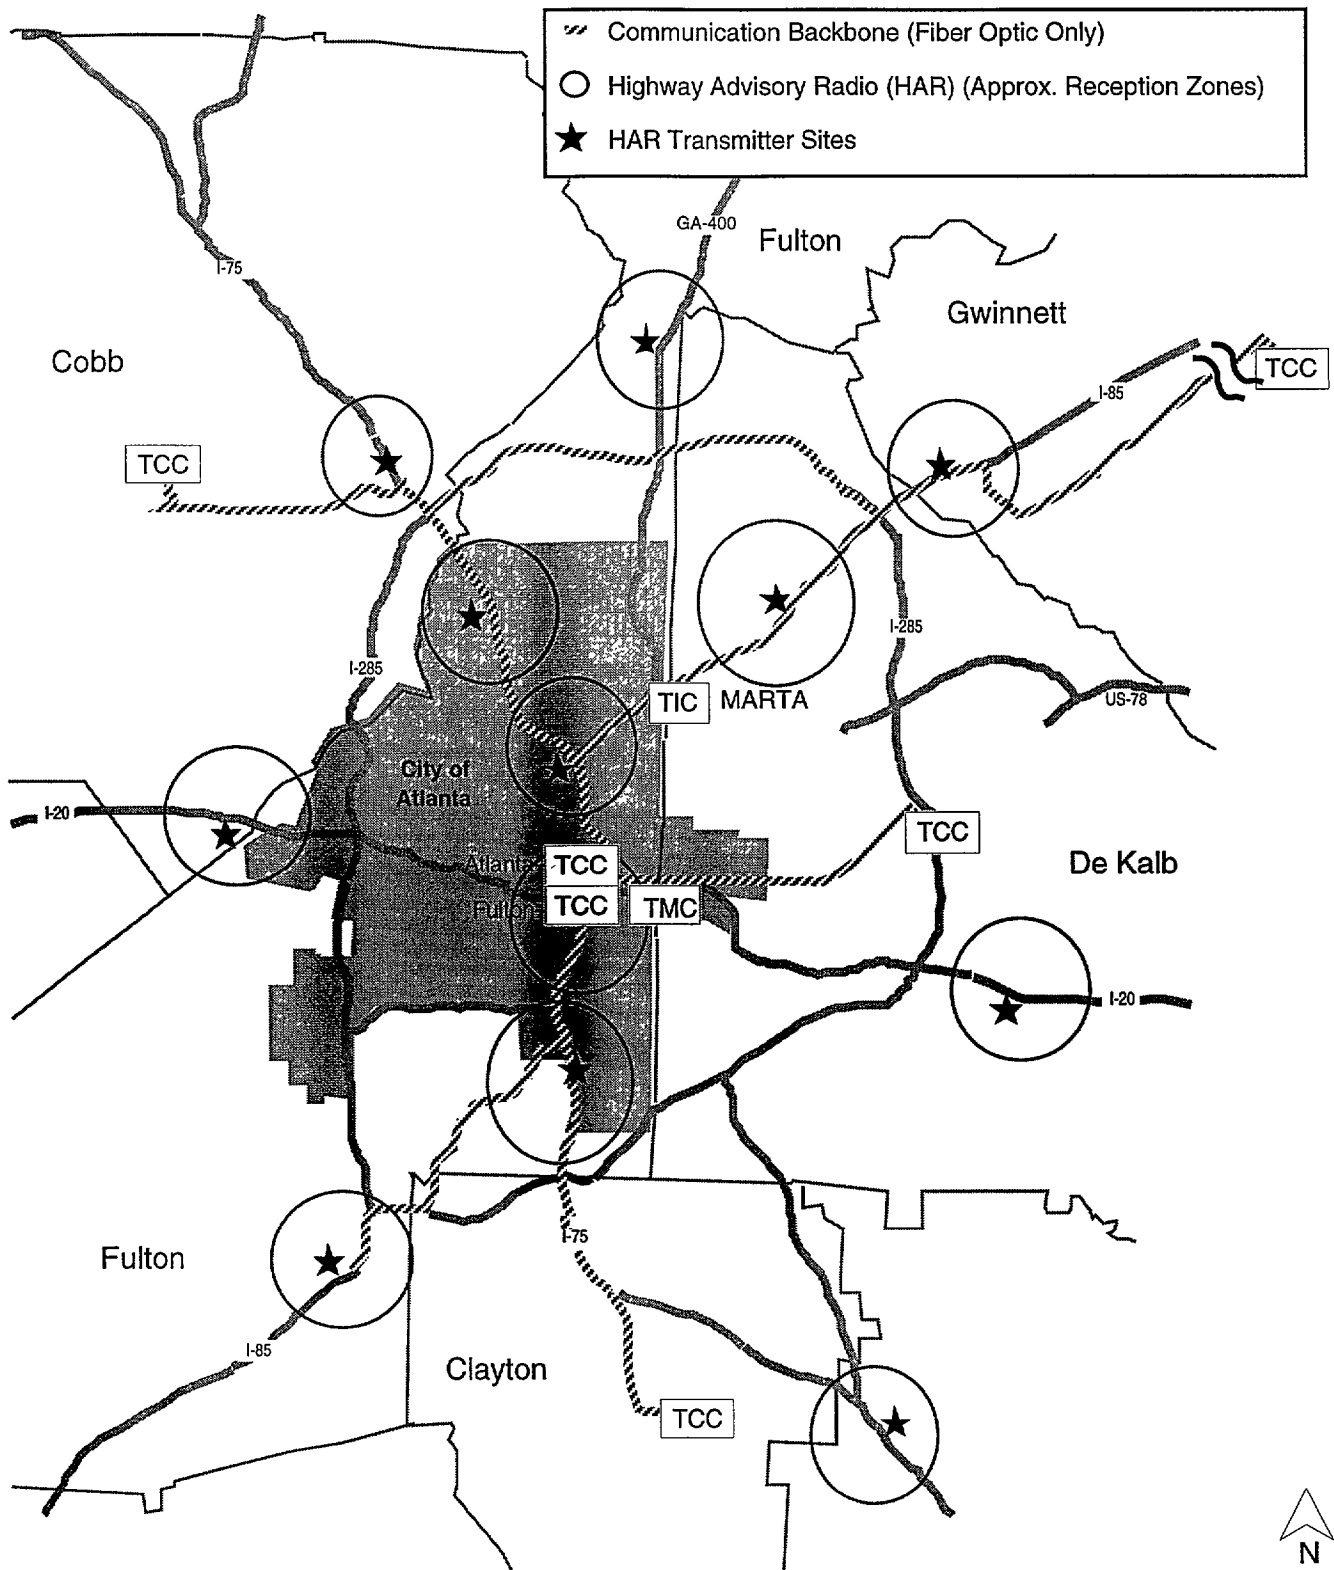 Communication Backbone (Fiber Optic Only)
Highway Advisory Radio (HAR) (Approx. Reception Zones)
HAR Transmitter Sites
GA-400
Fulton
I-75
Gwinnett
Cobb
TCC
I-85
TCC
I-285
I-285
TIC MARTA
US-78
City of
Atlanta
I-20
TCC
Atlanta TCC
De Kalb
Fulton TCC
TMC
I-20
I-75
Fulton
I-85
Clayton
TCC
N